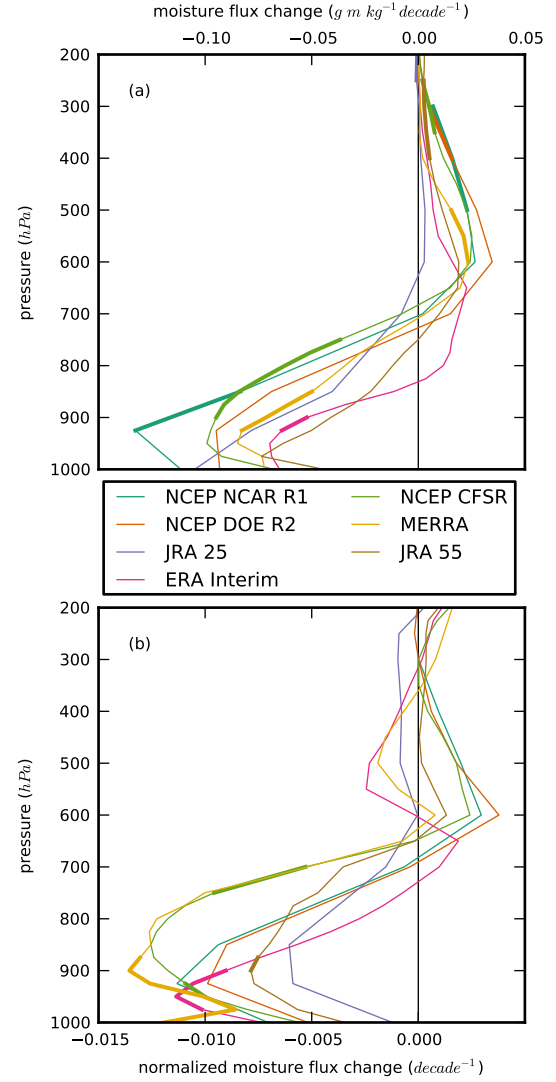 moisture flux change (g m kg⁻¹ decade⁻¹)
−0.10 −0.05 0.00 0.05
200
300
400
500
600
700
800
900
1000
pressure (hPa)
(a)
NCEP NCAR R1
NCEP DOE R2
JRA 25
ERA Interim
NCEP CFSR
MERRA
JRA 55
200
300
400
500
600
700
800
900
1000
pressure (hPa)
(b)
−0.015 −0.010 −0.005 0.000
normalized moisture flux change (decade⁻¹)